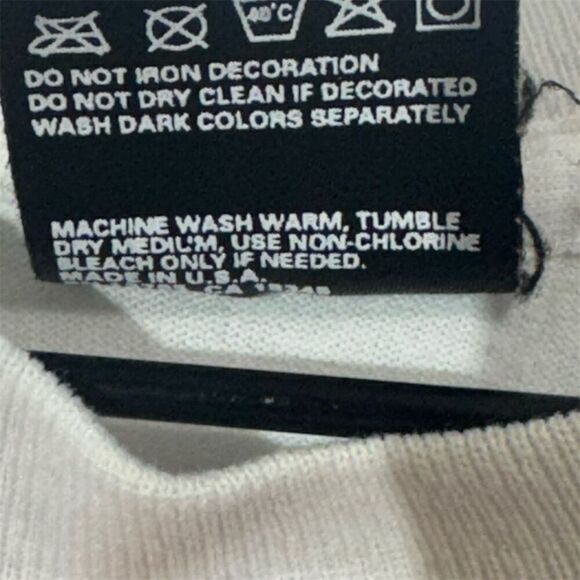 40°C
DO NOT IRON DECORATION
DO NOT DRY CLEAN IF DECORATED
WASH DARK COLORS SEPARATELY
MACHINE WASH WARM, TUMBLE
DRY MEDIUM, USE NON-CHLORINE
BLEACH ONLY IF NEEDED.
MADE IN U.S.A.
CA